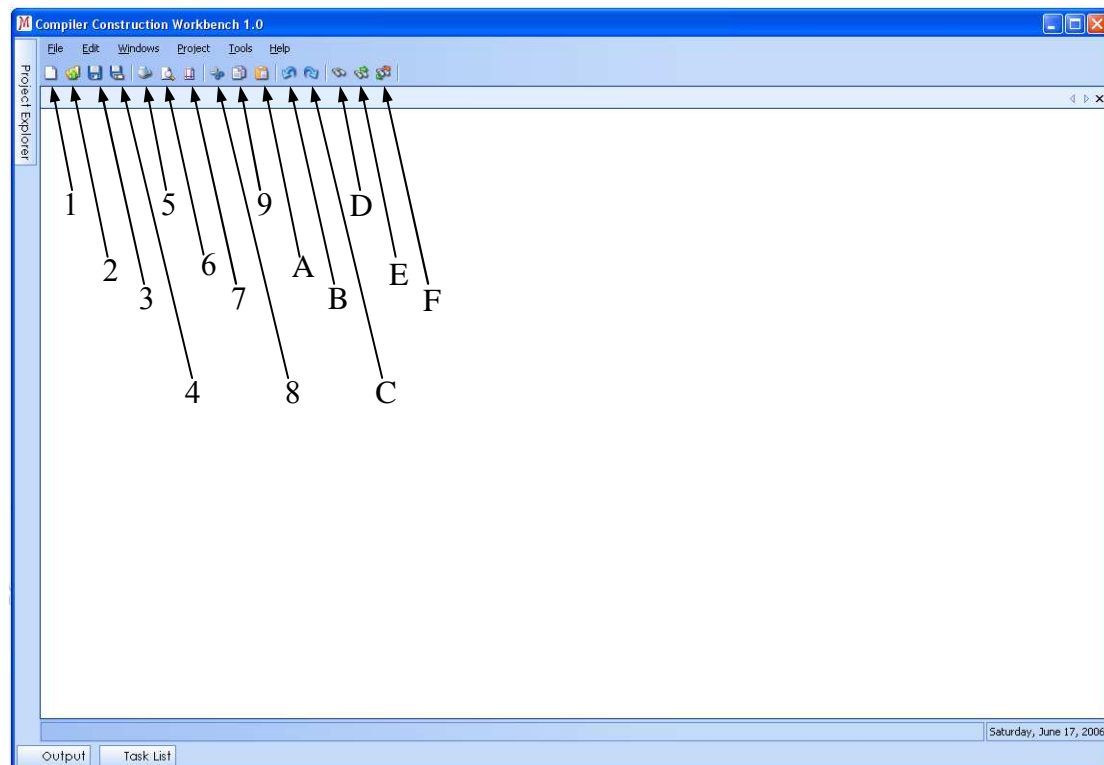 Compiler Construction Workbench 1.0
File Edit Windows Project Tools Help
Project Explorer
1 5 9 D
2 6 A E
3 7 B F
4 8 C
Saturday, June 17, 2006
Output Task List